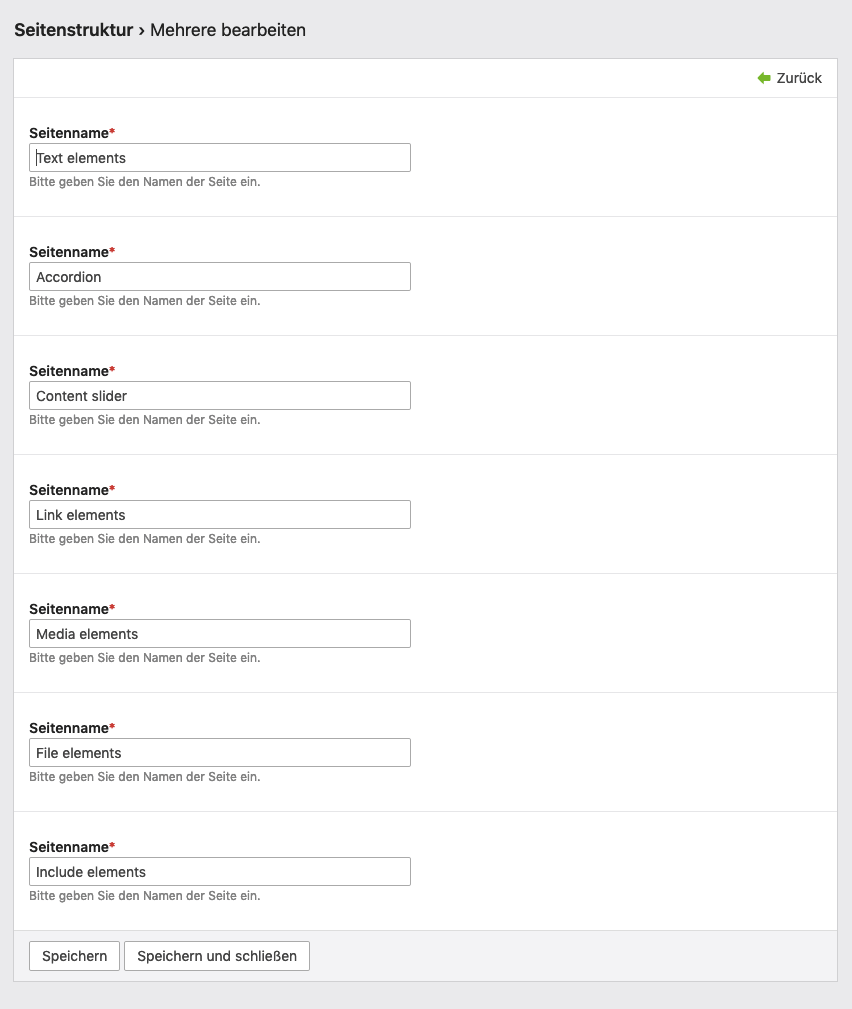 Seitenstruktur › Mehrere bearbeiten
Zurück
Seitenname*
Text elements
Bitte geben Sie den Namen der Seite ein.
Seitenname*
Accordion
Bitte geben Sie den Namen der Seite ein.
Seitenname*
Content slider
Bitte geben Sie den Namen der Seite ein.
Seitenname*
Link elements
Bitte geben Sie den Namen der Seite ein.
Seitenname*
Media elements
Bitte geben Sie den Namen der Seite ein.
Seitenname*
File elements
Bitte geben Sie den Namen der Seite ein.
Seitenname*
Include elements
Bitte geben Sie den Namen der Seite ein.
Speichern Speichern und schließen